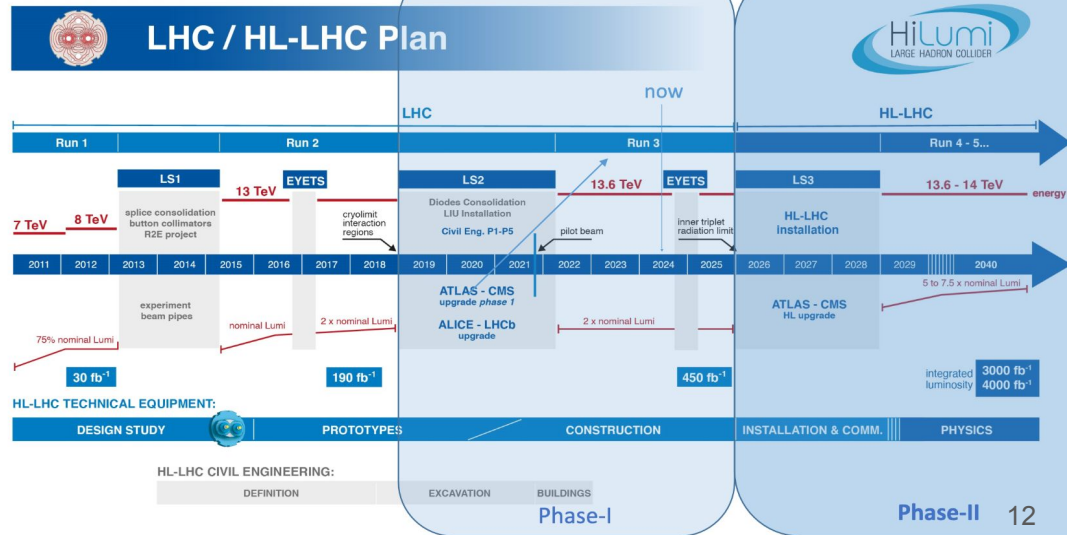 LHC / HL-LHC Plan
HiLumi
LARGE HADRON COLLIDER
now
LHC
HL-LHC
Run 1
Run 2
Run 3
Run 4 - 5...
LS1
EYETS
LS2
EYETS
LS3
13 TeV
13.6 TeV
13.6 - 14 TeV
energy
7 TeV
8 TeV
splice consolidation
button collimators
R2E project
cryolimit
interaction
regions
Diodes Consolidation
LIU Installation
Civil Eng. P1-P5
pilot beam
inner triplet
radiation limit
HL-LHC
installation
2011 2012 2013 2014 2015 2016 2017 2018 2019 2020 2021 2022 2023 2024 2025 2026 2027 2028 2029 2040
experiment
beam pipes
ATLAS - CMS
upgrade phase 1
ALICE - LHCb
upgrade
ATLAS - CMS
HL upgrade
5 to 7.5 x nominal Lumi
75% nominal Lumi
nominal Lumi
2 x nominal Lumi
2 x nominal Lumi
30 fb⁻¹
190 fb⁻¹
450 fb⁻¹
integrated
luminosity
3000 fb⁻¹
4000 fb⁻¹
HL-LHC TECHNICAL EQUIPMENT:
DESIGN STUDY
PROTOTYPES
CONSTRUCTION
INSTALLATION & COMM.
PHYSICS
HL-LHC CIVIL ENGINEERING:
DEFINITION
EXCAVATION
BUILDINGS
Phase-I
Phase-II
12